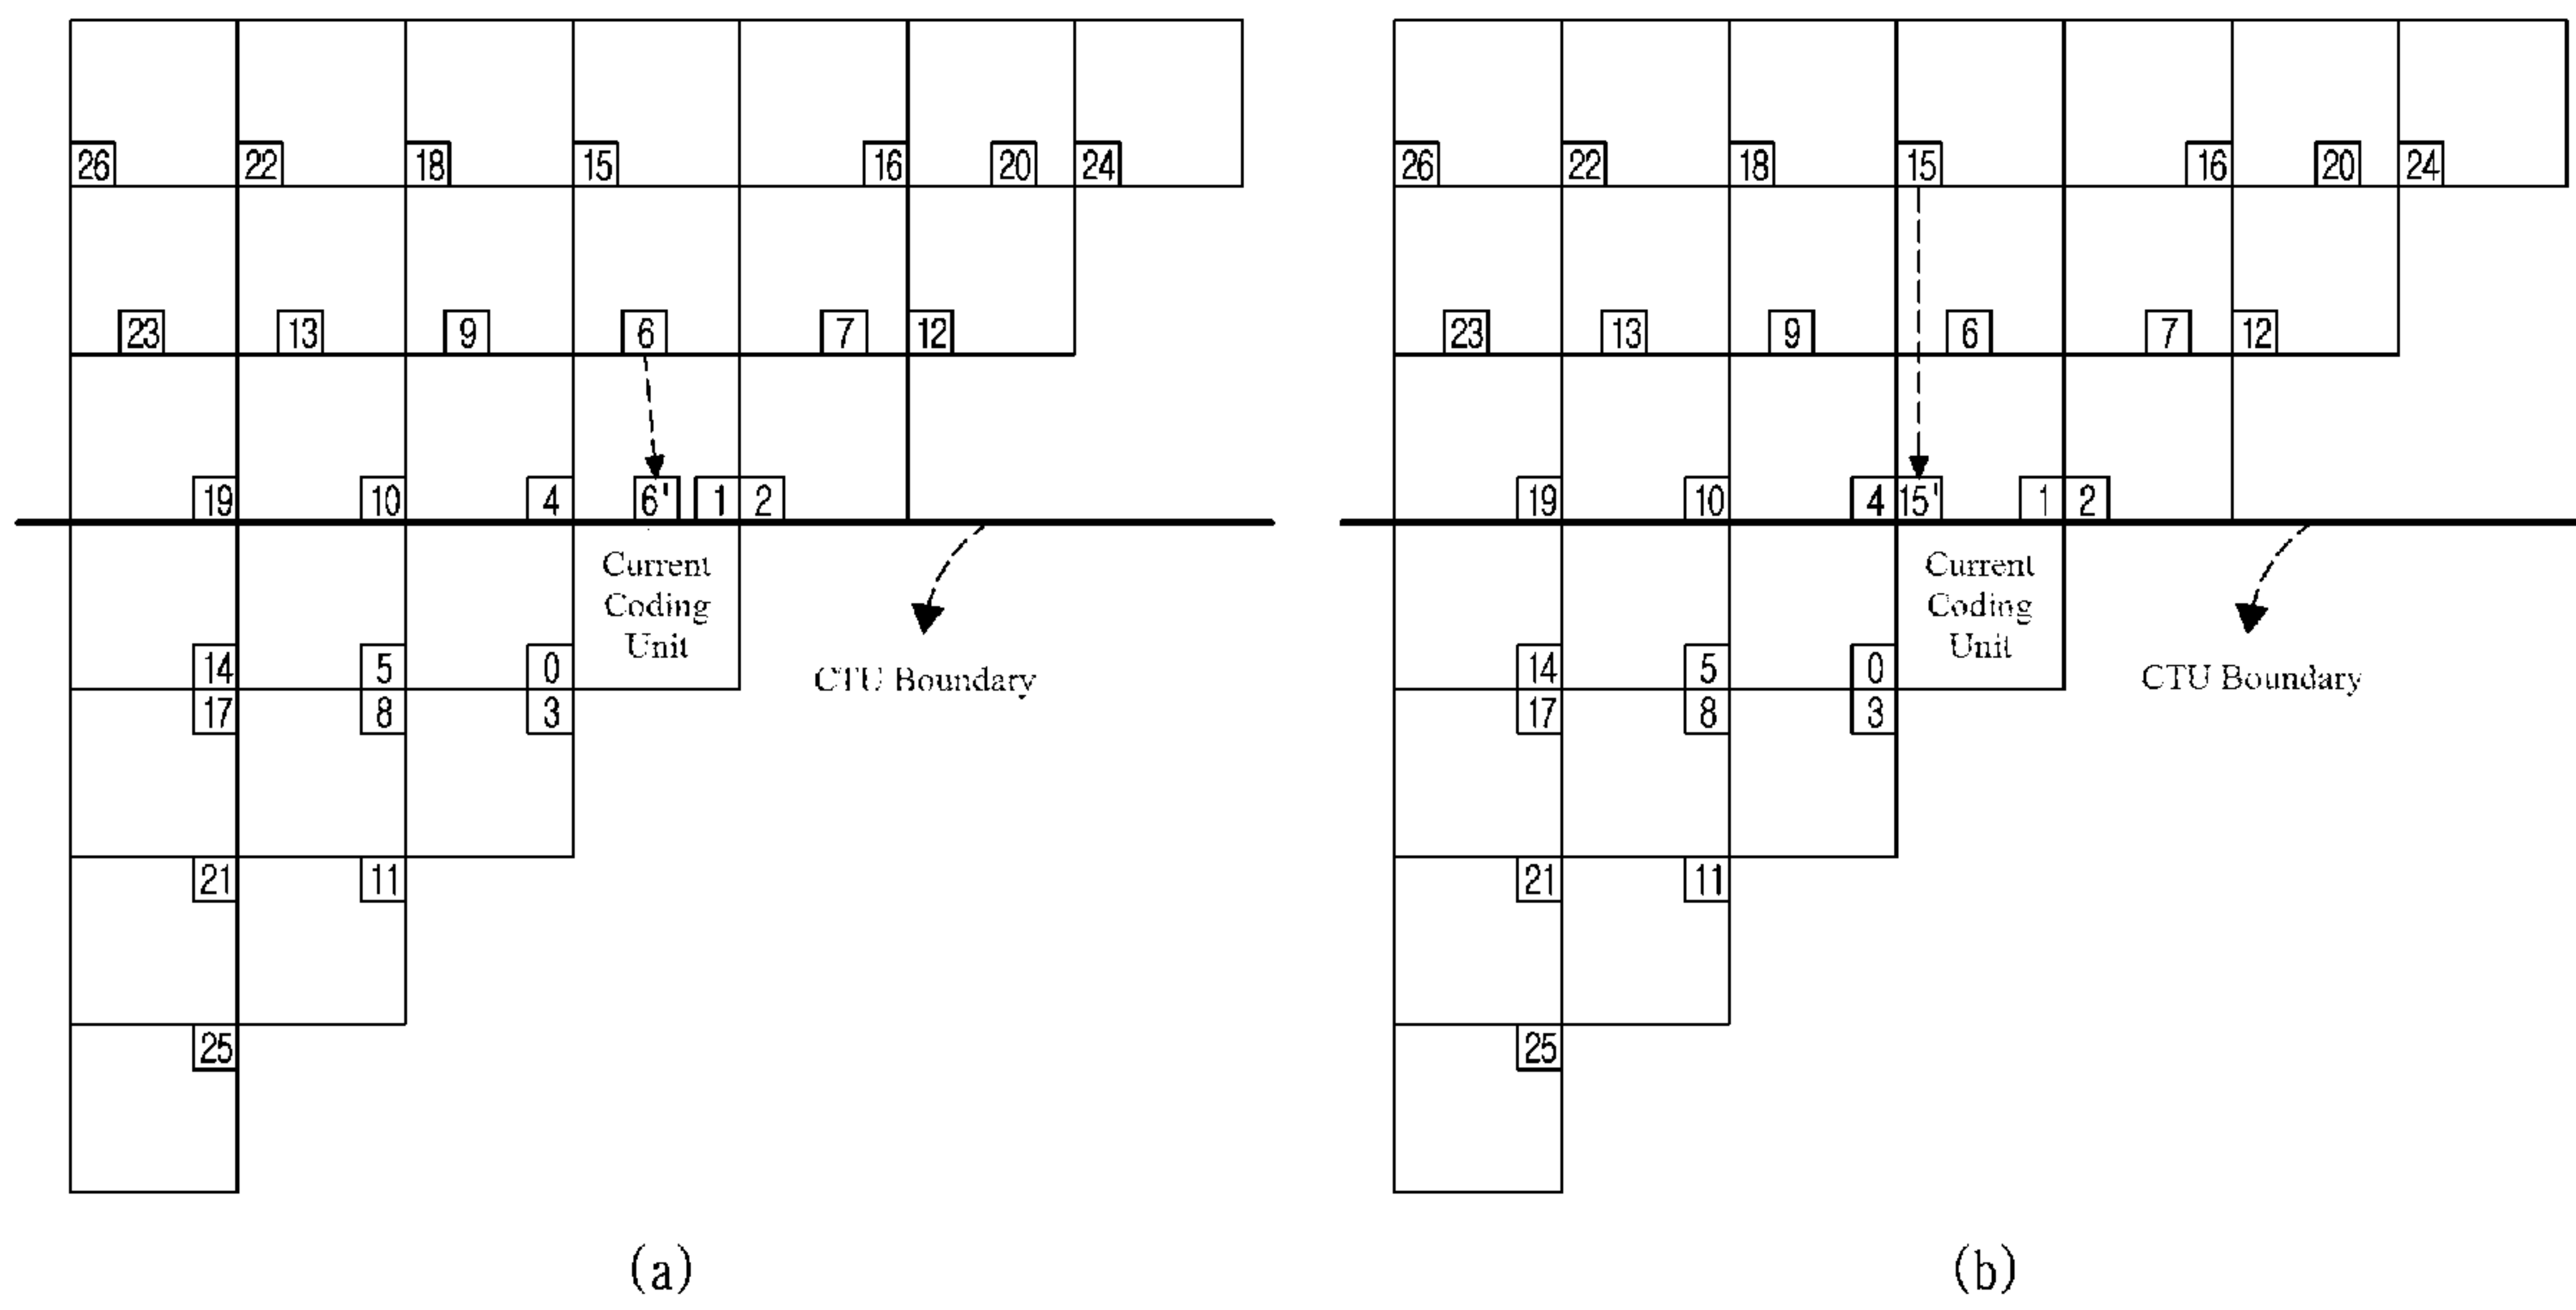 26 22 18 15 16 20 24
23 13 9 6 7 12
19 10 4 6' 1 2
Current
Coding
Unit
14 5 0
CTU Boundary
17 8 3
21 11
25
(a)
26 22 18 15 16 20 24
23 13 9 6 7 12
19 10 4 15' 1 2
Current
Coding
Unit
14 5 0
CTU Boundary
17 8 3
21 11
25
(b)